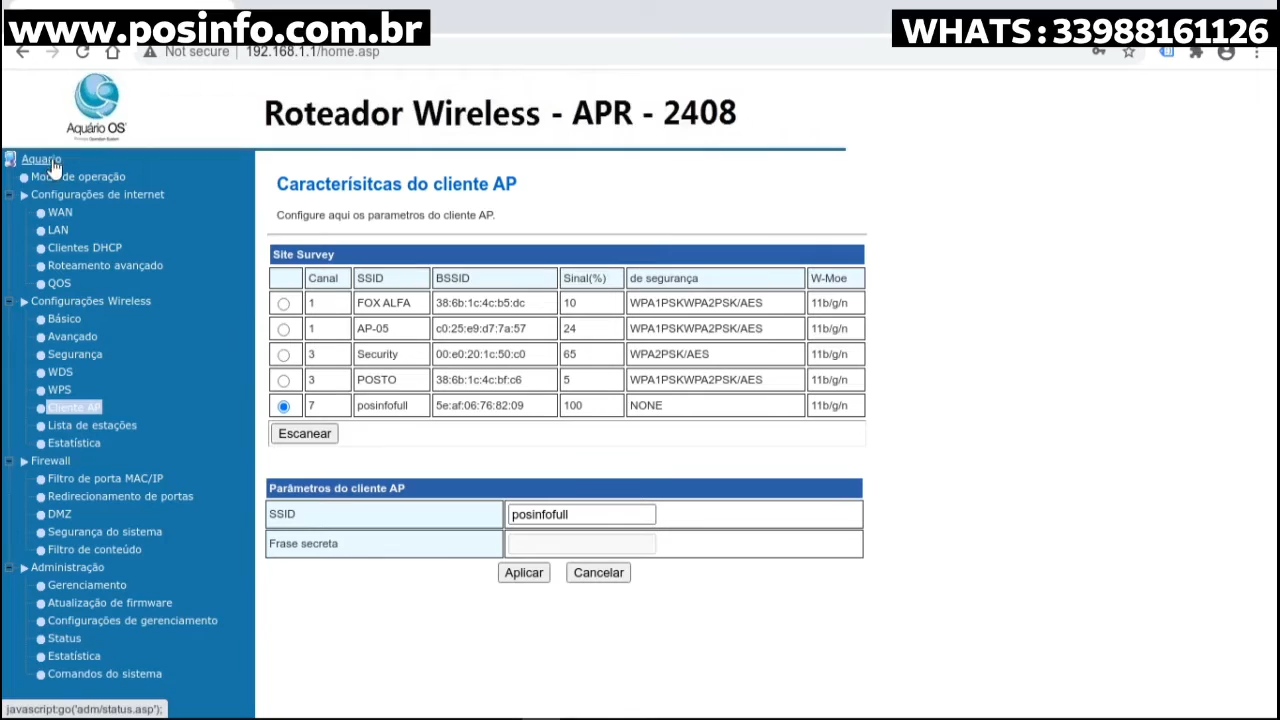 www.posinfo.com.br
WHATS : 33988161126
Not secure
192.168.1.1/home.asp
Aquário OS
Roteador Wireless - APR - 2408
Aquario
Modo de operação
Configurações de internet
WAN
LAN
Clientes DHCP
Roteamento avançado
QOS
Configurações Wireless
Básico
Avançado
Segurança
WDS
WPS
Cliente AP
Lista de estações
Estatística
Firewall
Filtro de porta MAC/IP
Redirecionamento de portas
DMZ
Segurança do sistema
Filtro de conteúdo
Administração
Gerenciamento
Atualização de firmware
Configurações de gerenciamento
Status
Estatística
Comandos do sistema
javascript:go('adm/status.asp');
Caracterísitcas do cliente AP
Configure aqui os parametros do cliente AP.
Site Survey
Canal SSID BSSID Sinal(%) de segurança W-Moe
1 FOX ALFA 38:6b:1c:4c:b5:dc 10 WPA1PSKWPA2PSK/AES 11b/g/n
1 AP-05 c0:25:e9:d7:7a:57 24 WPA1PSKWPA2PSK/AES 11b/g/n
3 Security 00:e0:20:1c:50:c0 65 WPA2PSK/AES 11b/g/n
3 POSTO 38:6b:1c:4c:bf:c6 5 WPA1PSKWPA2PSK/AES 11b/g/n
7 posinfofull 5e:af:06:76:82:09 100 NONE 11b/g/n
Escanear
Parâmetros do cliente AP
SSID posinfofull
Frase secreta
Aplicar Cancelar